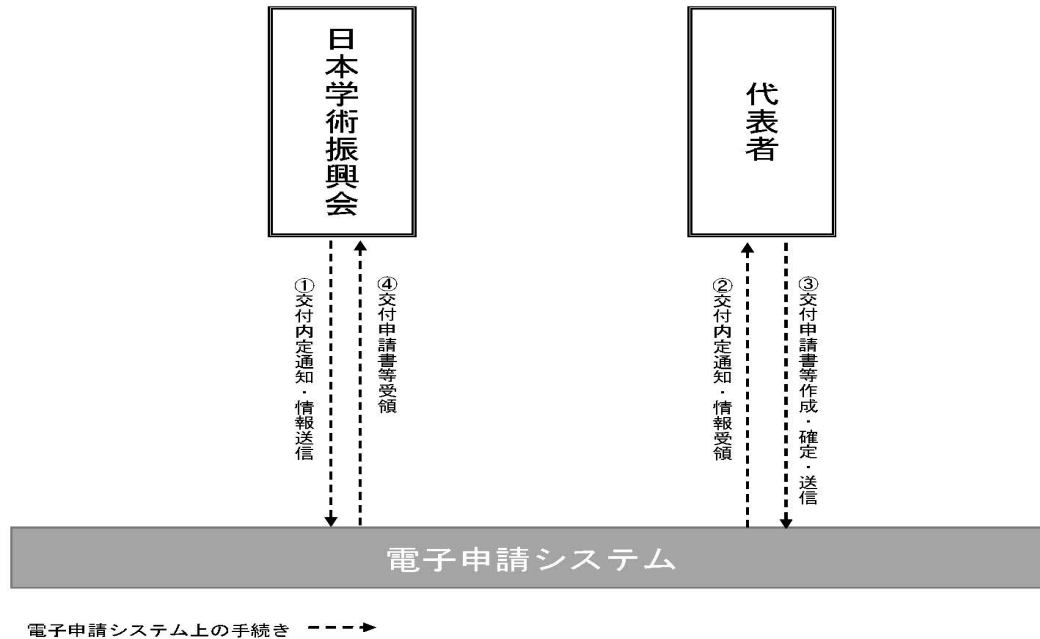 日本学術振興会
代表者
①交付内定通知・情報送信
④交付申請書等受領
②交付内定通知・情報受領
③交付申請書等作成・確定・送信
電子申請システム
電子申請システム上の手続き